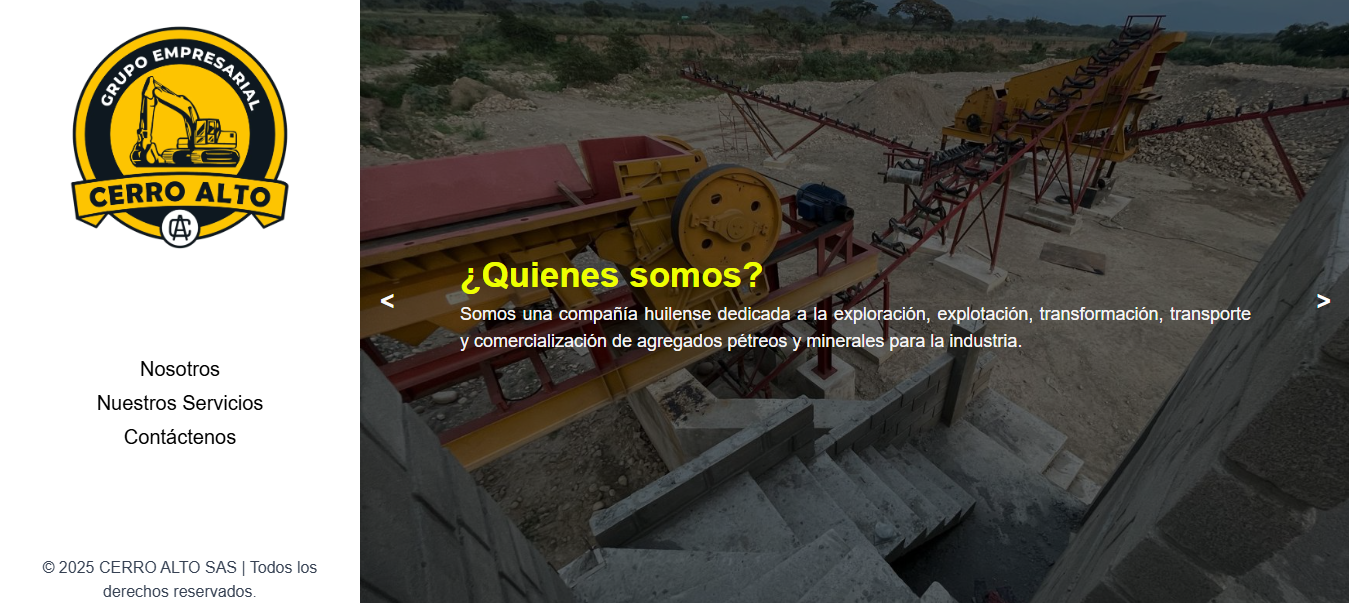 GRUPO EMPRESARIAL
CERRO ALTO
CA
Nosotros
Nuestros Servicios
Contáctenos
© 2025 CERRO ALTO SAS | Todos los
derechos reservados.
<
¿Quienes somos?
Somos una compañía huilense dedicada a la exploración, explotación, transformación, transporte
y comercialización de agregados pétreos y minerales para la industria.
>